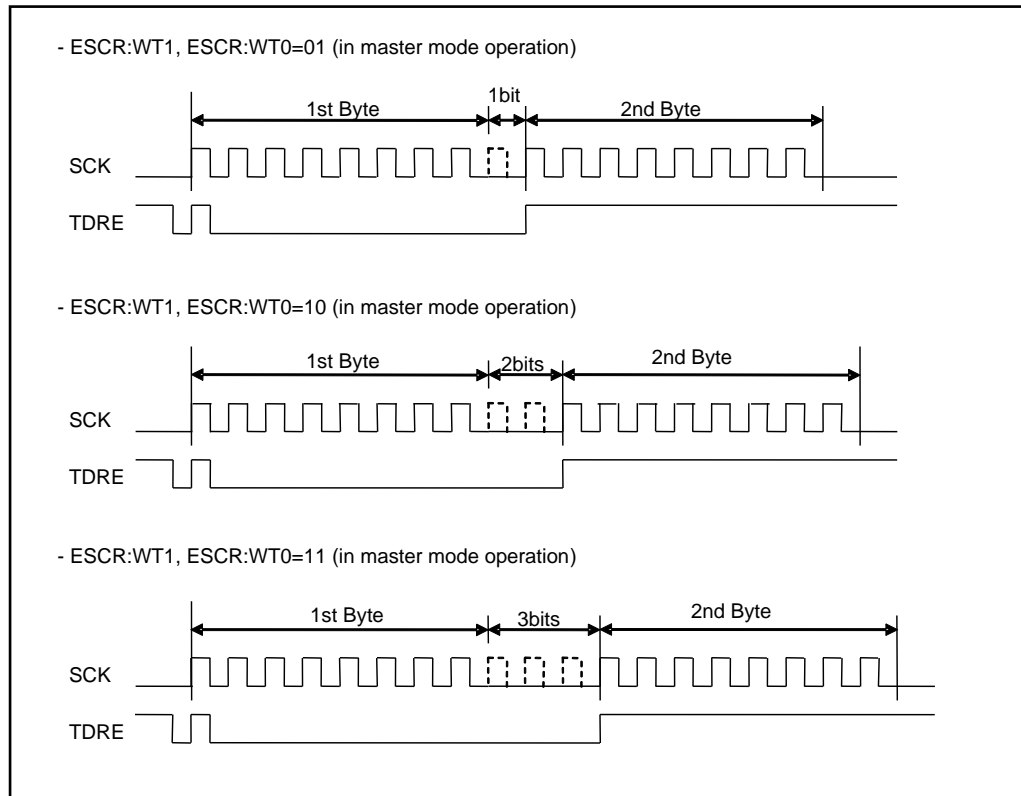 - ESCR:WT1, ESCR:WT0=01 (in master mode operation)
1st Byte 1bit 2nd Byte
SCK
TDRE
- ESCR:WT1, ESCR:WT0=10 (in master mode operation)
1st Byte 2bits 2nd Byte
SCK
TDRE
- ESCR:WT1, ESCR:WT0=11 (in master mode operation)
1st Byte 3bits 2nd Byte
SCK
TDRE